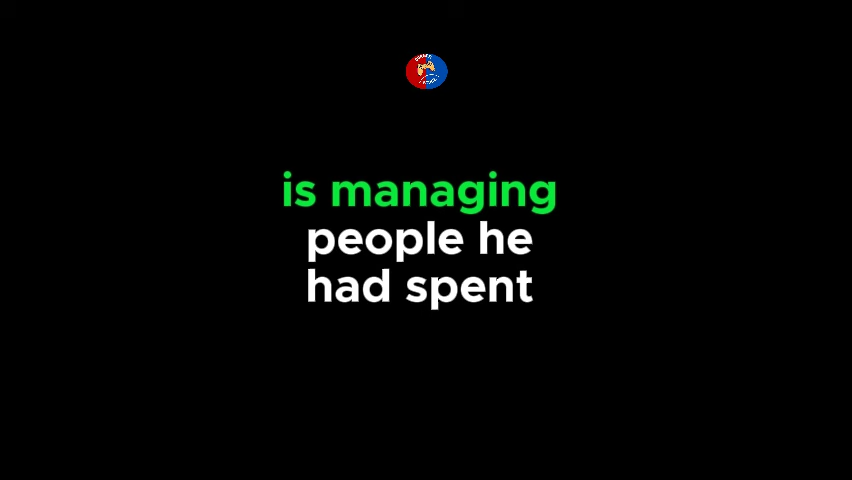 is managing
people he
had spent